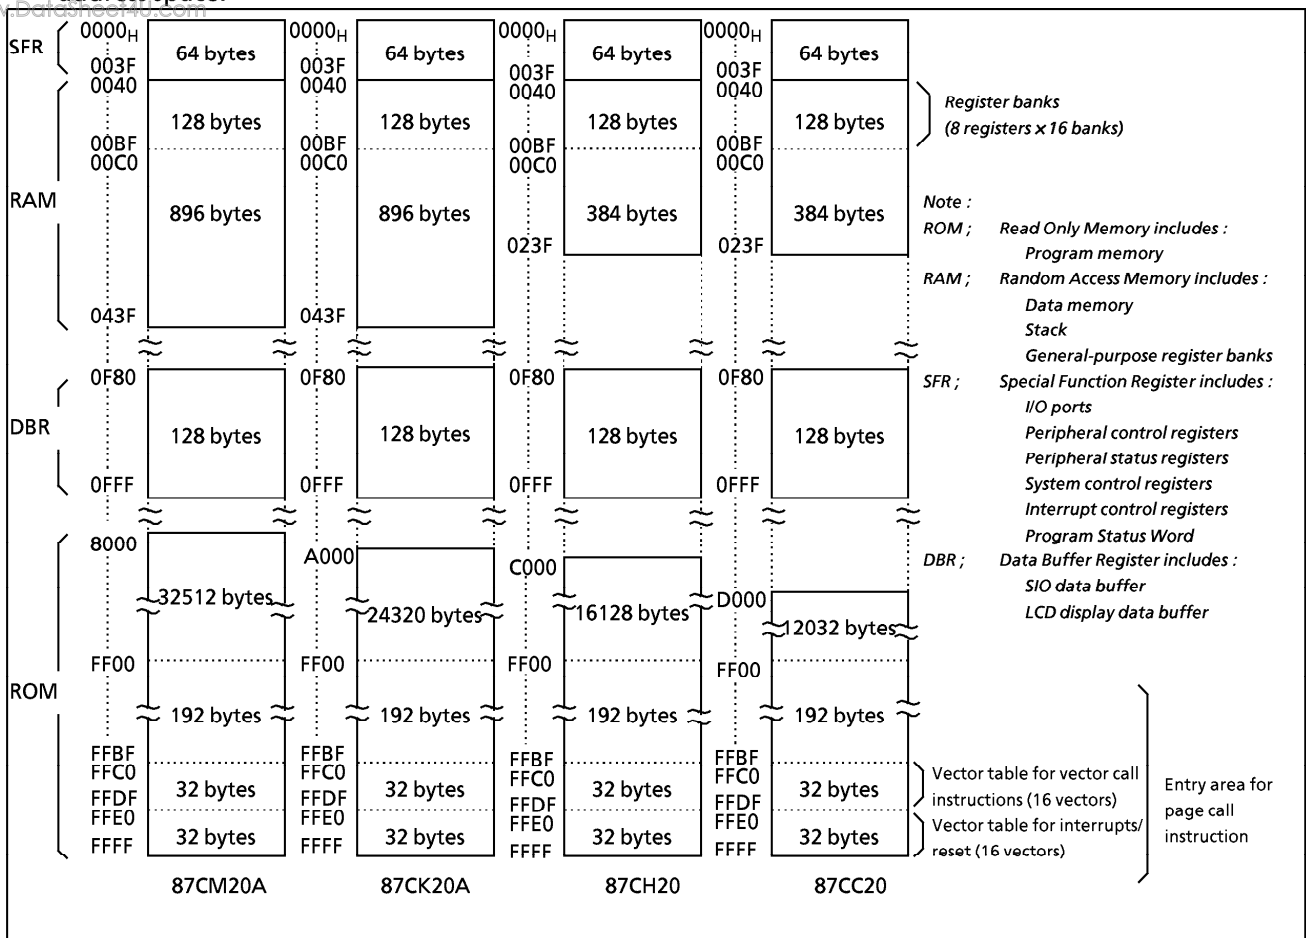 www.DataSheet4U.com
address space.
SFR
0000H
64 bytes
0000H
64 bytes
0000H
64 bytes
0000H
64 bytes
003F
003F
003F
003F
0040
0040
0040
0040
128 bytes
128 bytes
128 bytes
128 bytes
Register banks
(8 registers × 16 banks)
00BF
00BF
00BF
00BF
00C0
00C0
00C0
00C0
RAM
896 bytes
896 bytes
384 bytes
384 bytes
023F
023F
043F
043F
Note :
ROM ; Read Only Memory includes :
Program memory
RAM ; Random Access Memory includes :
Data memory
Stack
General-purpose register banks
SFR ; Special Function Register includes :
I/O ports
Peripheral control registers
Peripheral status registers
System control registers
Interrupt control registers
Program Status Word
DBR ; Data Buffer Register includes :
SIO data buffer
LCD display data buffer
0F80
0F80
0F80
0F80
DBR
128 bytes
128 bytes
128 bytes
128 bytes
0FFF
0FFF
0FFF
0FFF
8000
A000
C000
D000
32512 bytes
24320 bytes
16128 bytes
12032 bytes
FF00
FF00
FF00
FF00
ROM
192 bytes
192 bytes
192 bytes
192 bytes
FFBF
FFBF
FFBF
FFBF
FFC0
FFC0
FFC0
FFC0
32 bytes
32 bytes
32 bytes
32 bytes
Vector table for vector call
instructions (16 vectors)
FFDF
FFDF
FFDF
FFDF
FFE0
FFE0
FFE0
FFE0
32 bytes
32 bytes
32 bytes
32 bytes
Vector table for interrupts/
reset (16 vectors)
FFFF
FFFF
FFFF
FFFF
Entry area for
page call
instruction
87CM20A
87CK20A
87CH20
87CC20